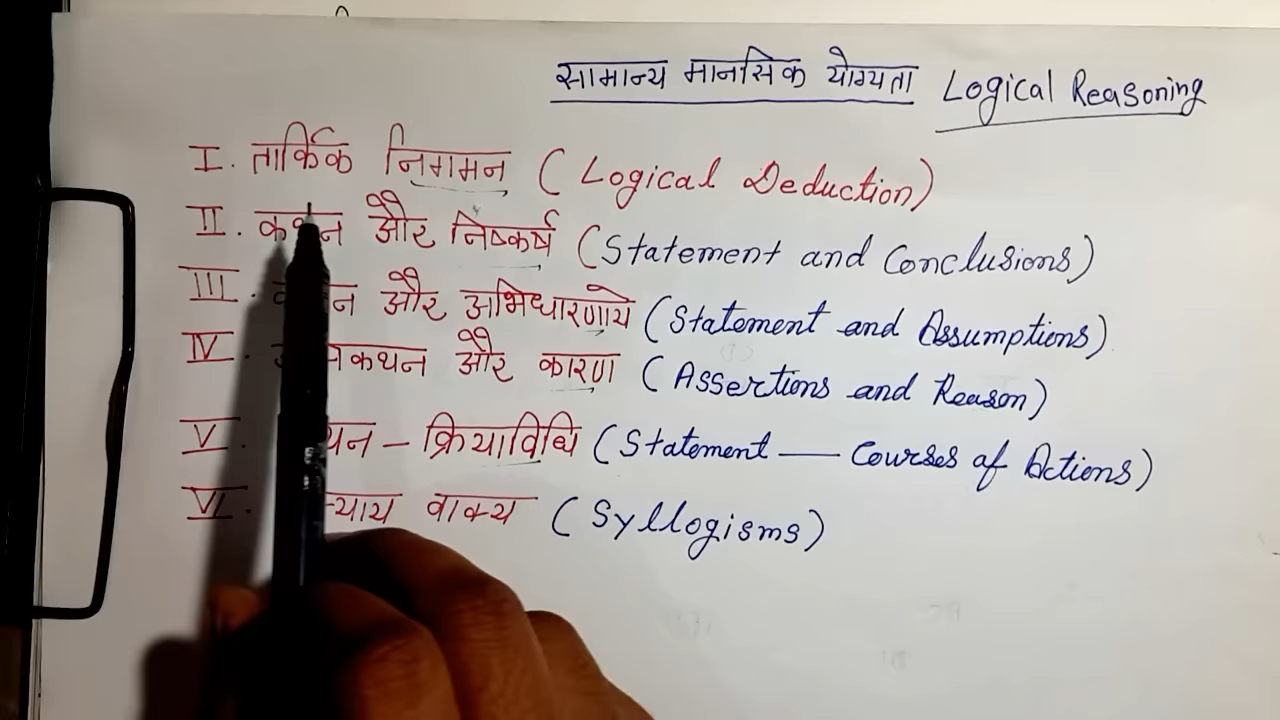 सामान्य मानसिक योग्यता Logical Reasoning
I. तार्किक निगमन (Logical Deduction)
II. कथन और निष्कर्ष (Statement and Conclusions)
III. और अभिधारणाये (Statement and Assumptions)
IV. और कारण (Assertions and Reason)
V. – क्रियाविधि (Statement — Courses of Actions)
VI. वाक्य (Syllogisms)